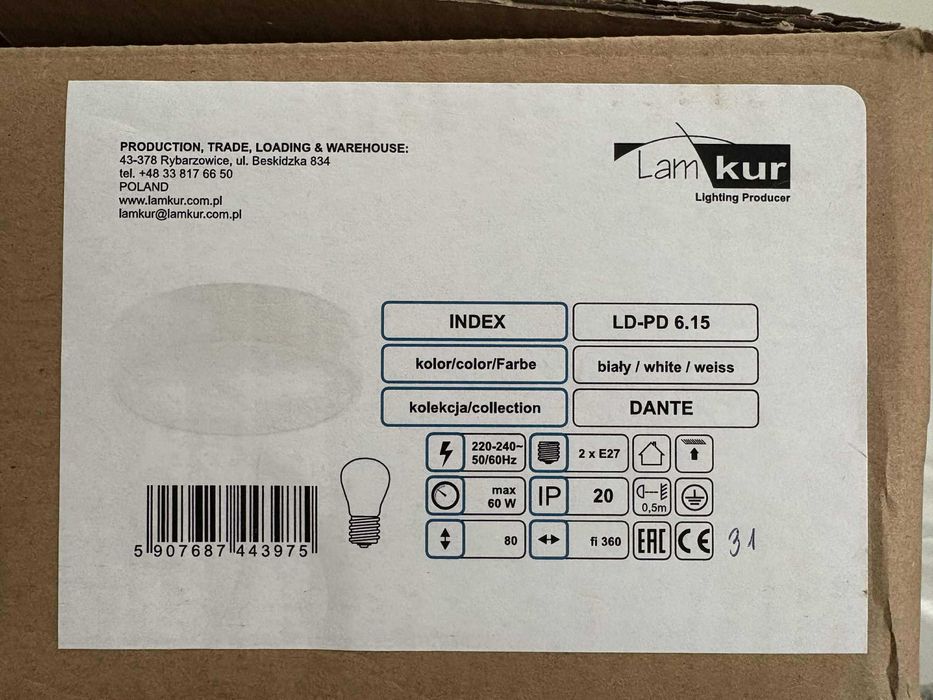 PRODUCTION, TRADE, LOADING & WAREHOUSE:
43-378 Rybarzowice, ul. Beskidzka 834
tel. +48 33 817 66 50
POLAND
www.lamkur.com.pl
lamkur@lamkur.com.pl
Lamkur
Lighting Producer
INDEX LD-PD 6.15
kolor/color/Farbe biały / white / weiss
kolekcja/collection DANTE
220-240~ 2 x E27
50/60Hz
max IP 20
60 W 0,5m
80 fi 360 EAC CE 31
5 907687 443975